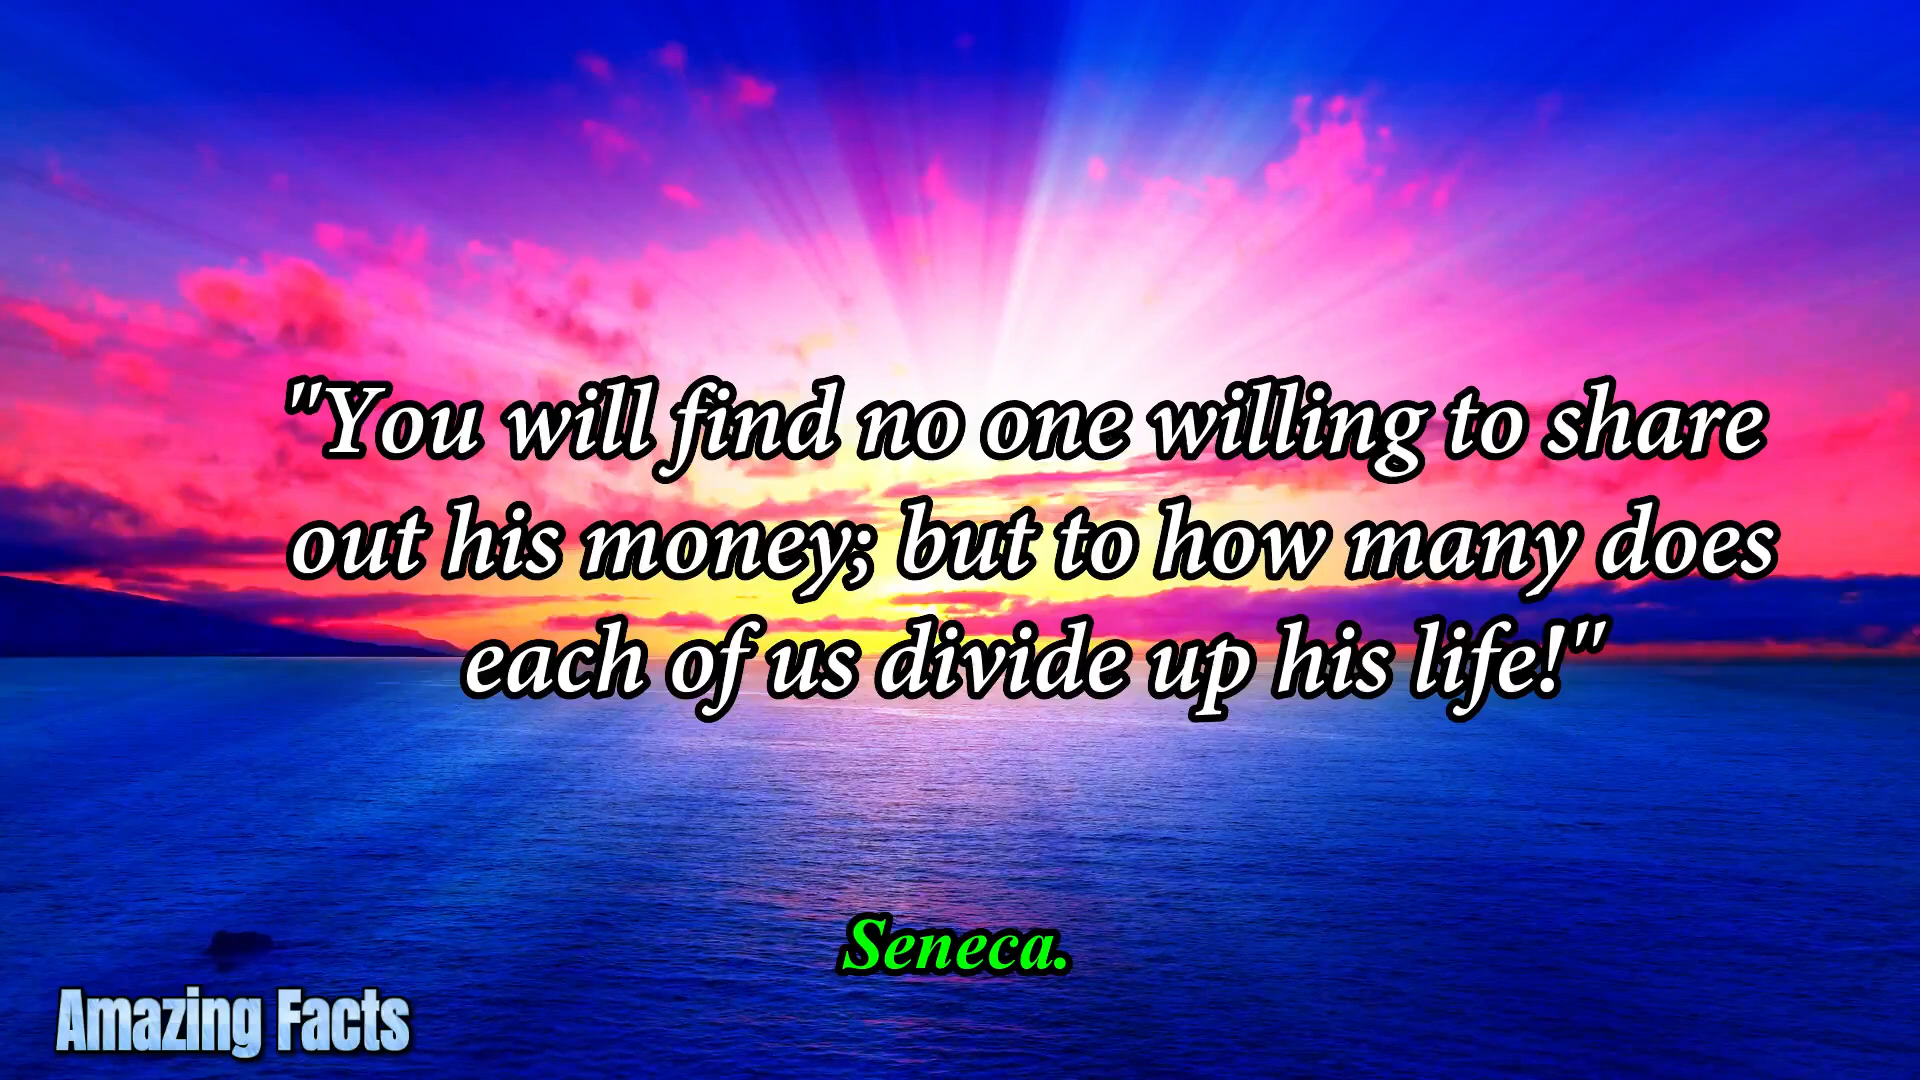 "You will find no one willing to share
out his money; but to how many does
each of us divide up his life!"
Seneca.
Amazing Facts